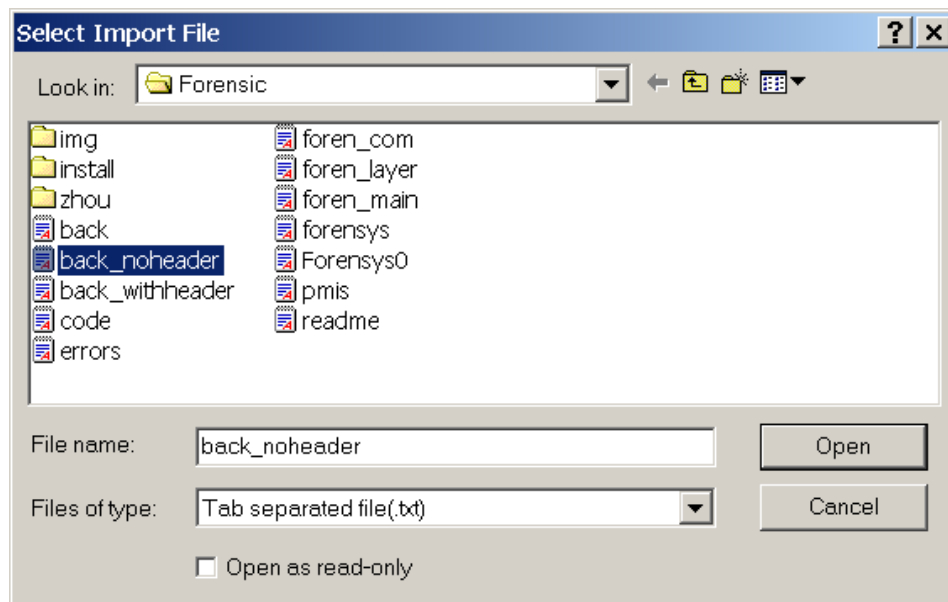 Select Import File
Look in: Forensic
img
install
zhou
back
back_noheader
back_withheader
code
errors
foren_com
foren_layer
foren_main
forensys
Forensys0
pmis
readme
File name: back_noheader Open
Files of type: Tab separated file(.txt) Cancel
Open as read-only